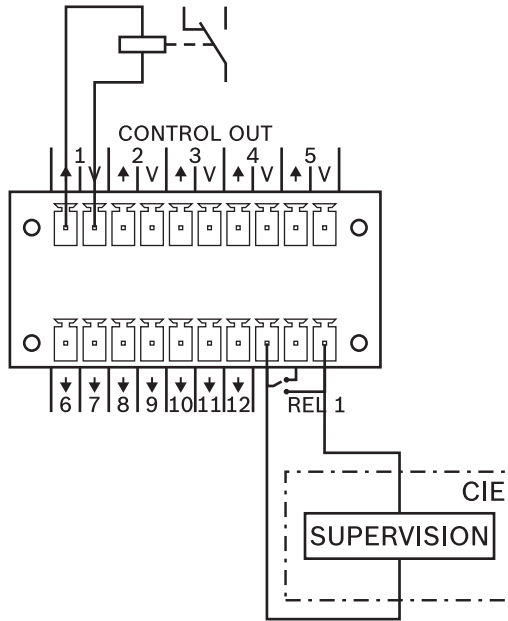 CONTROL OUT
1 V 2 V 3 V 4 V 5 V
6 7 8 9 10 11 12 REL 1
CIE
SUPERVISION